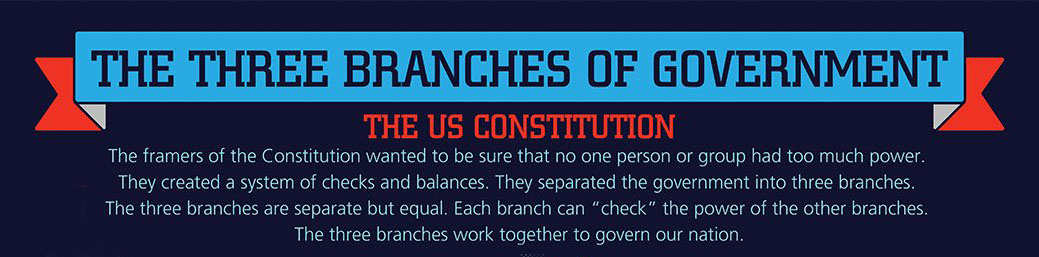 THE THREE BRANCHES OF GOVERNMENT
THE US CONSTITUTION
The framers of the Constitution wanted to be sure that no one person or group had too much power.
They created a system of checks and balances. They separated the government into three branches.
The three branches are separate but equal. Each branch can “check” the power of the other branches.
The three branches work together to govern our nation.